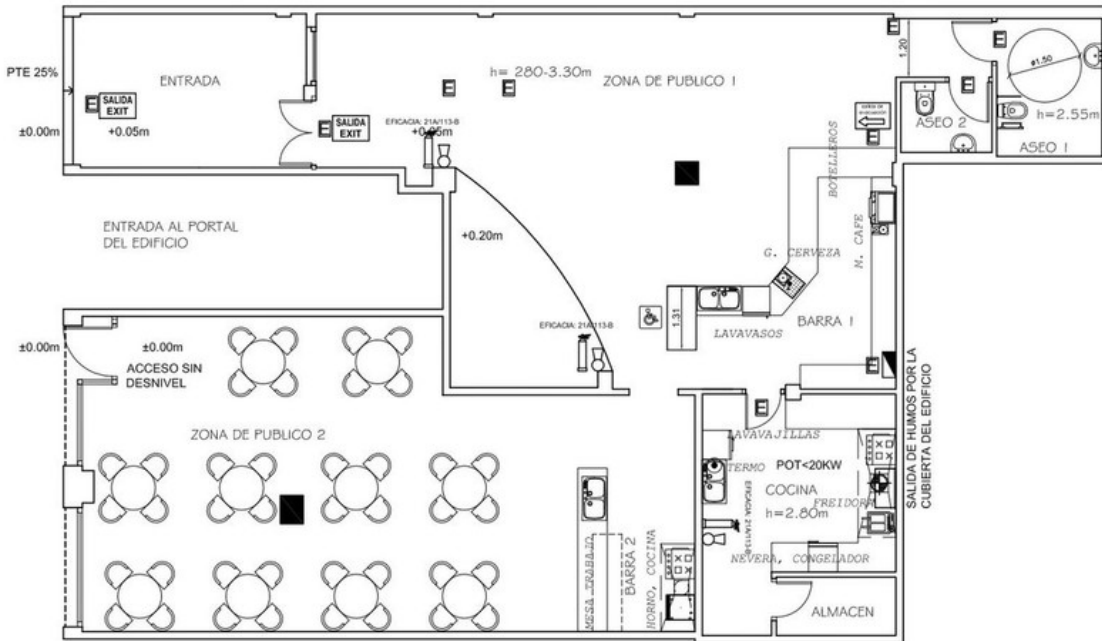 PTE 25%
ENTRADA
SALIDA
EXIT
±0.00m
+0.05m
SALIDA
EXIT
EFICACIA: 21A/113-B
+0.05m
h= 280-3.30m
ZONA DE PUBLICO 1
1.20
ø1.50
h=2.55m
ASEO 2
ASEO 1
BOTELLEROS
ENTRADA AL PORTAL
DEL EDIFICIO
+0.20m
G. CERVEZA
M. CAFE
EFICACIA: 21A/113-B
1.31
LAVAVASOS
BARRA 1
±0.00m
±0.00m
ACCESO SIN
DESNIVEL
SALIDA DE HUMOS POR LA
CUBIERTA DEL EDIFICIO
ZONA DE PUBLICO 2
LAVAVAJILLAS
TERMO
POT<20KW
COCINA
FREIDORA
h=2.80m
EFICACIA: 21A/113-B
NEVERA, CONGELADOR
MESA TRABAJO
BARRA 2
HORNO, COCINA
ALMACEN